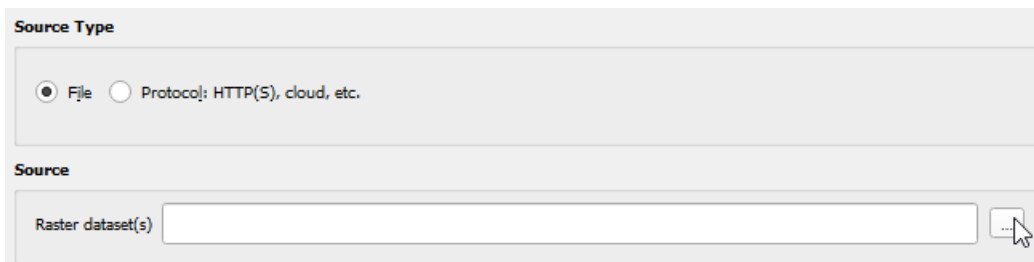 Source Type
File Protocol: HTTP(S), cloud, etc.
Source
Raster dataset(s) ...